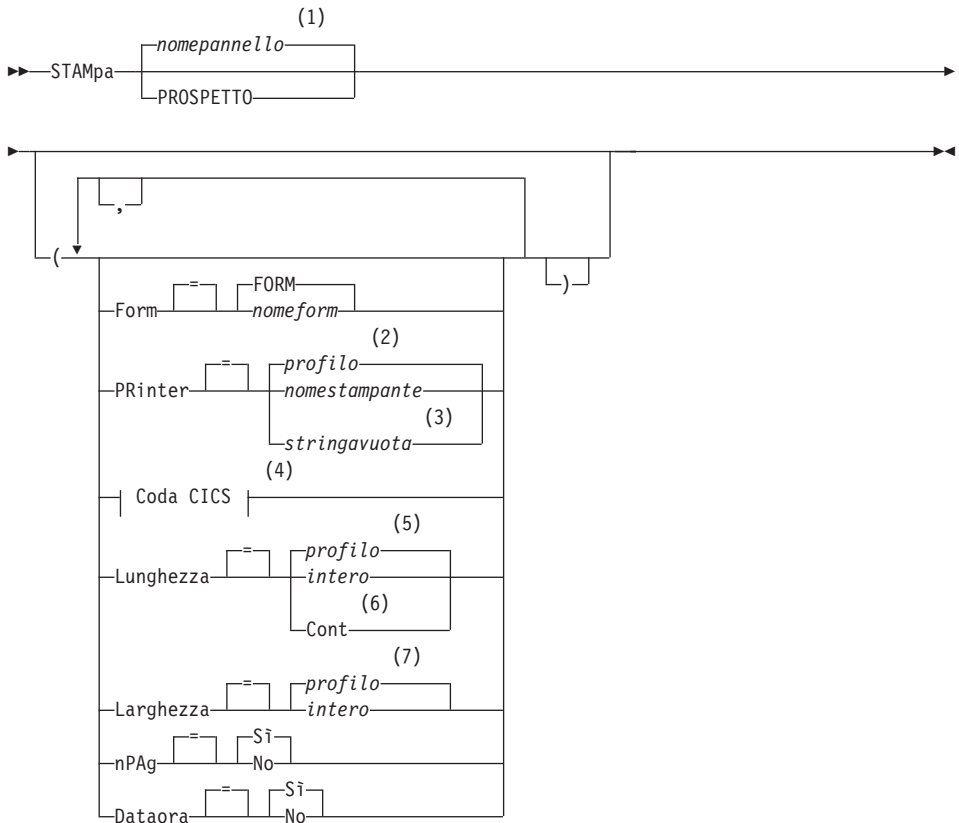 (1)
nomepannello
STAMpa
PROSPETTO
,
(
)
= FORM
Form nomeform
(2)
= profilo
PRinter nomestampante
(3)
stringavuota
(4)
Coda CICS
(5)
= profilo
Lunghezza intero
(6)
Cont
(7)
= profilo
Larghezza intero
= Sì
nPAg No
= Sì
Dataora No